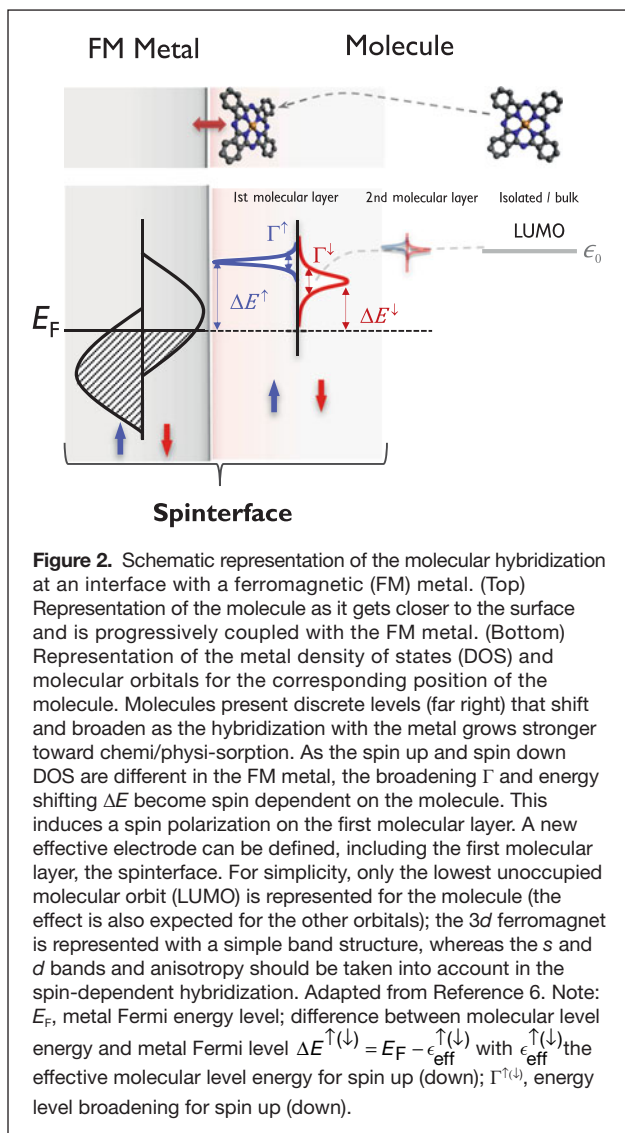 FM Metal Molecule
1st molecular layer 2nd molecular layer Isolated / bulk
LUMO
Γ↑ Γ↓ ϵ0
ΔE↑ ΔE↓
EF
Spinterface
Figure 2. Schematic representation of the molecular hybridization
at an interface with a ferromagnetic (FM) metal. (Top)
Representation of the molecule as it gets closer to the surface
and is progressively coupled with the FM metal. (Bottom)
Representation of the metal density of states (DOS) and
molecular orbitals for the corresponding position of the
molecule. Molecules present discrete levels (far right) that shift
and broaden as the hybridization with the metal grows stronger
toward chemi/physi-sorption. As the spin up and spin down
DOS are different in the FM metal, the broadening Γ and energy
shifting ΔE become spin dependent on the molecule. This
induces a spin polarization on the first molecular layer. A new
effective electrode can be defined, including the first molecular
layer, the spinterface. For simplicity, only the lowest unoccupied
molecular orbit (LUMO) is represented for the molecule (the
effect is also expected for the other orbitals); the 3d ferromagnet
is represented with a simple band structure, whereas the s and
d bands and anisotropy should be taken into account in the
spin-dependent hybridization. Adapted from Reference 6. Note:
EF, metal Fermi energy level; difference between molecular level
energy and metal Fermi level ΔE↑(↓) = EF − ϵeff↑(↓) with ϵeff↑(↓) the
effective molecular level energy for spin up (down); Γ↑(↓), energy
level broadening for spin up (down).